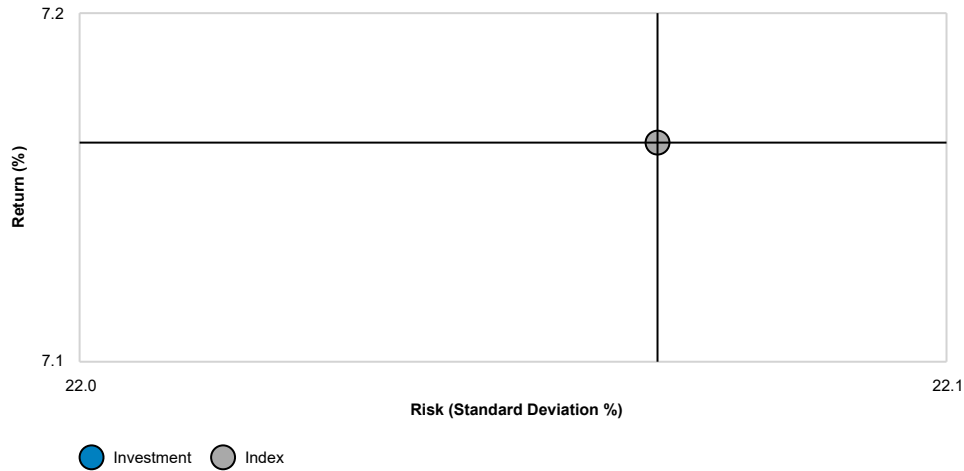 7.2
Return (%)
7.1
22.0
22.1
Risk (Standard Deviation %)
Investment
Index